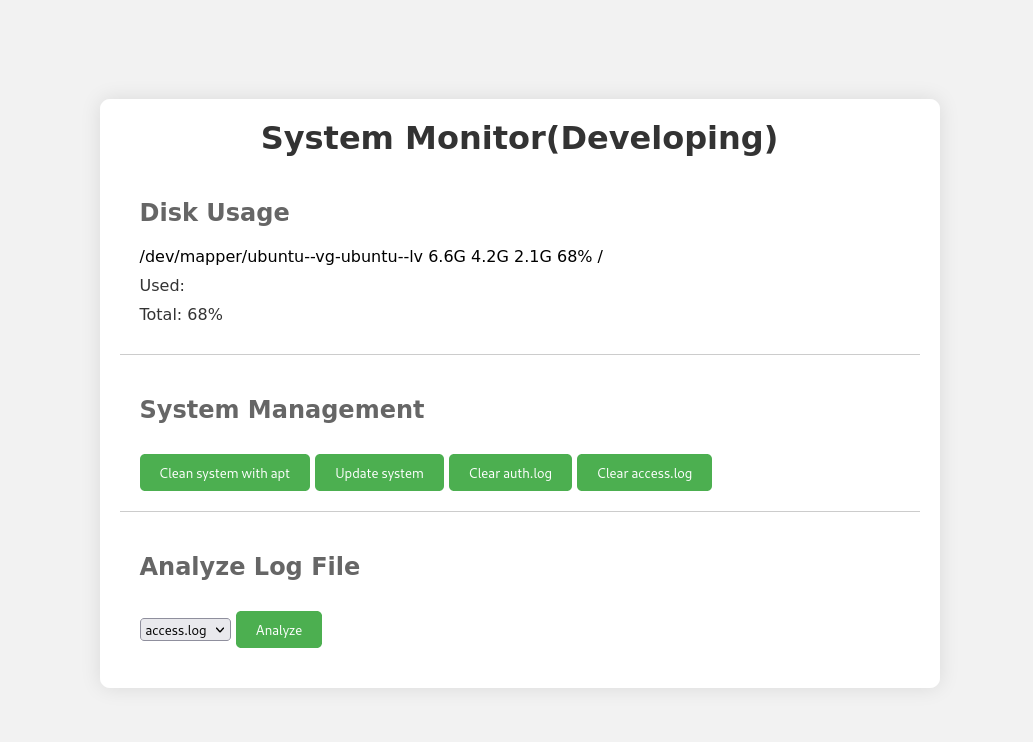 System Monitor(Developing)
Disk Usage
/dev/mapper/ubuntu--vg-ubuntu--lv 6.6G 4.2G 2.1G 68% /
Used:
Total: 68%
System Management
Clean system with apt Update system Clear auth.log Clear access.log
Analyze Log File
access.log Analyze